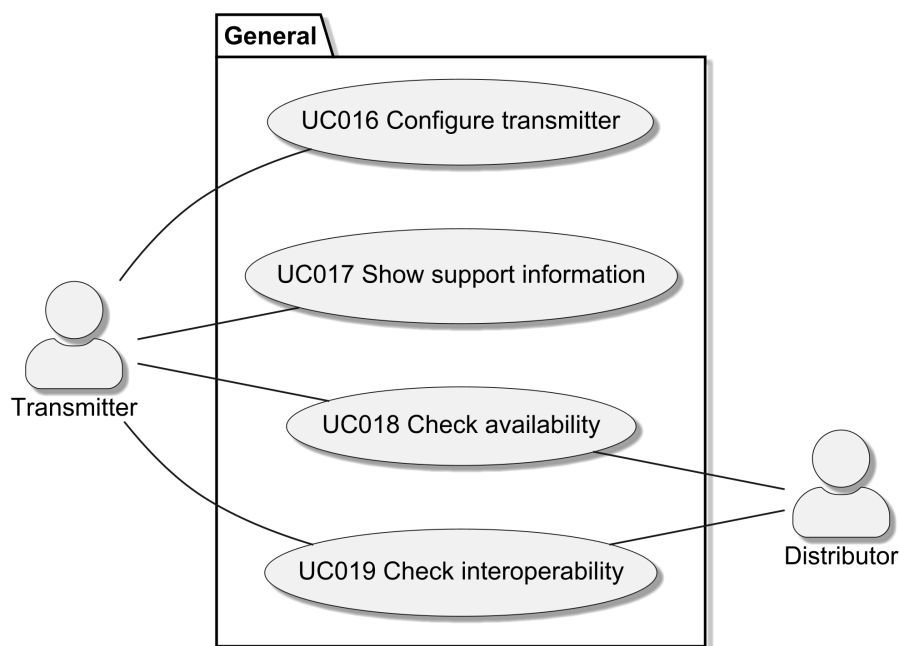 General
UC016 Configure transmitter
UC017 Show support information
Transmitter
UC018 Check availability
Distributor
UC019 Check interoperability